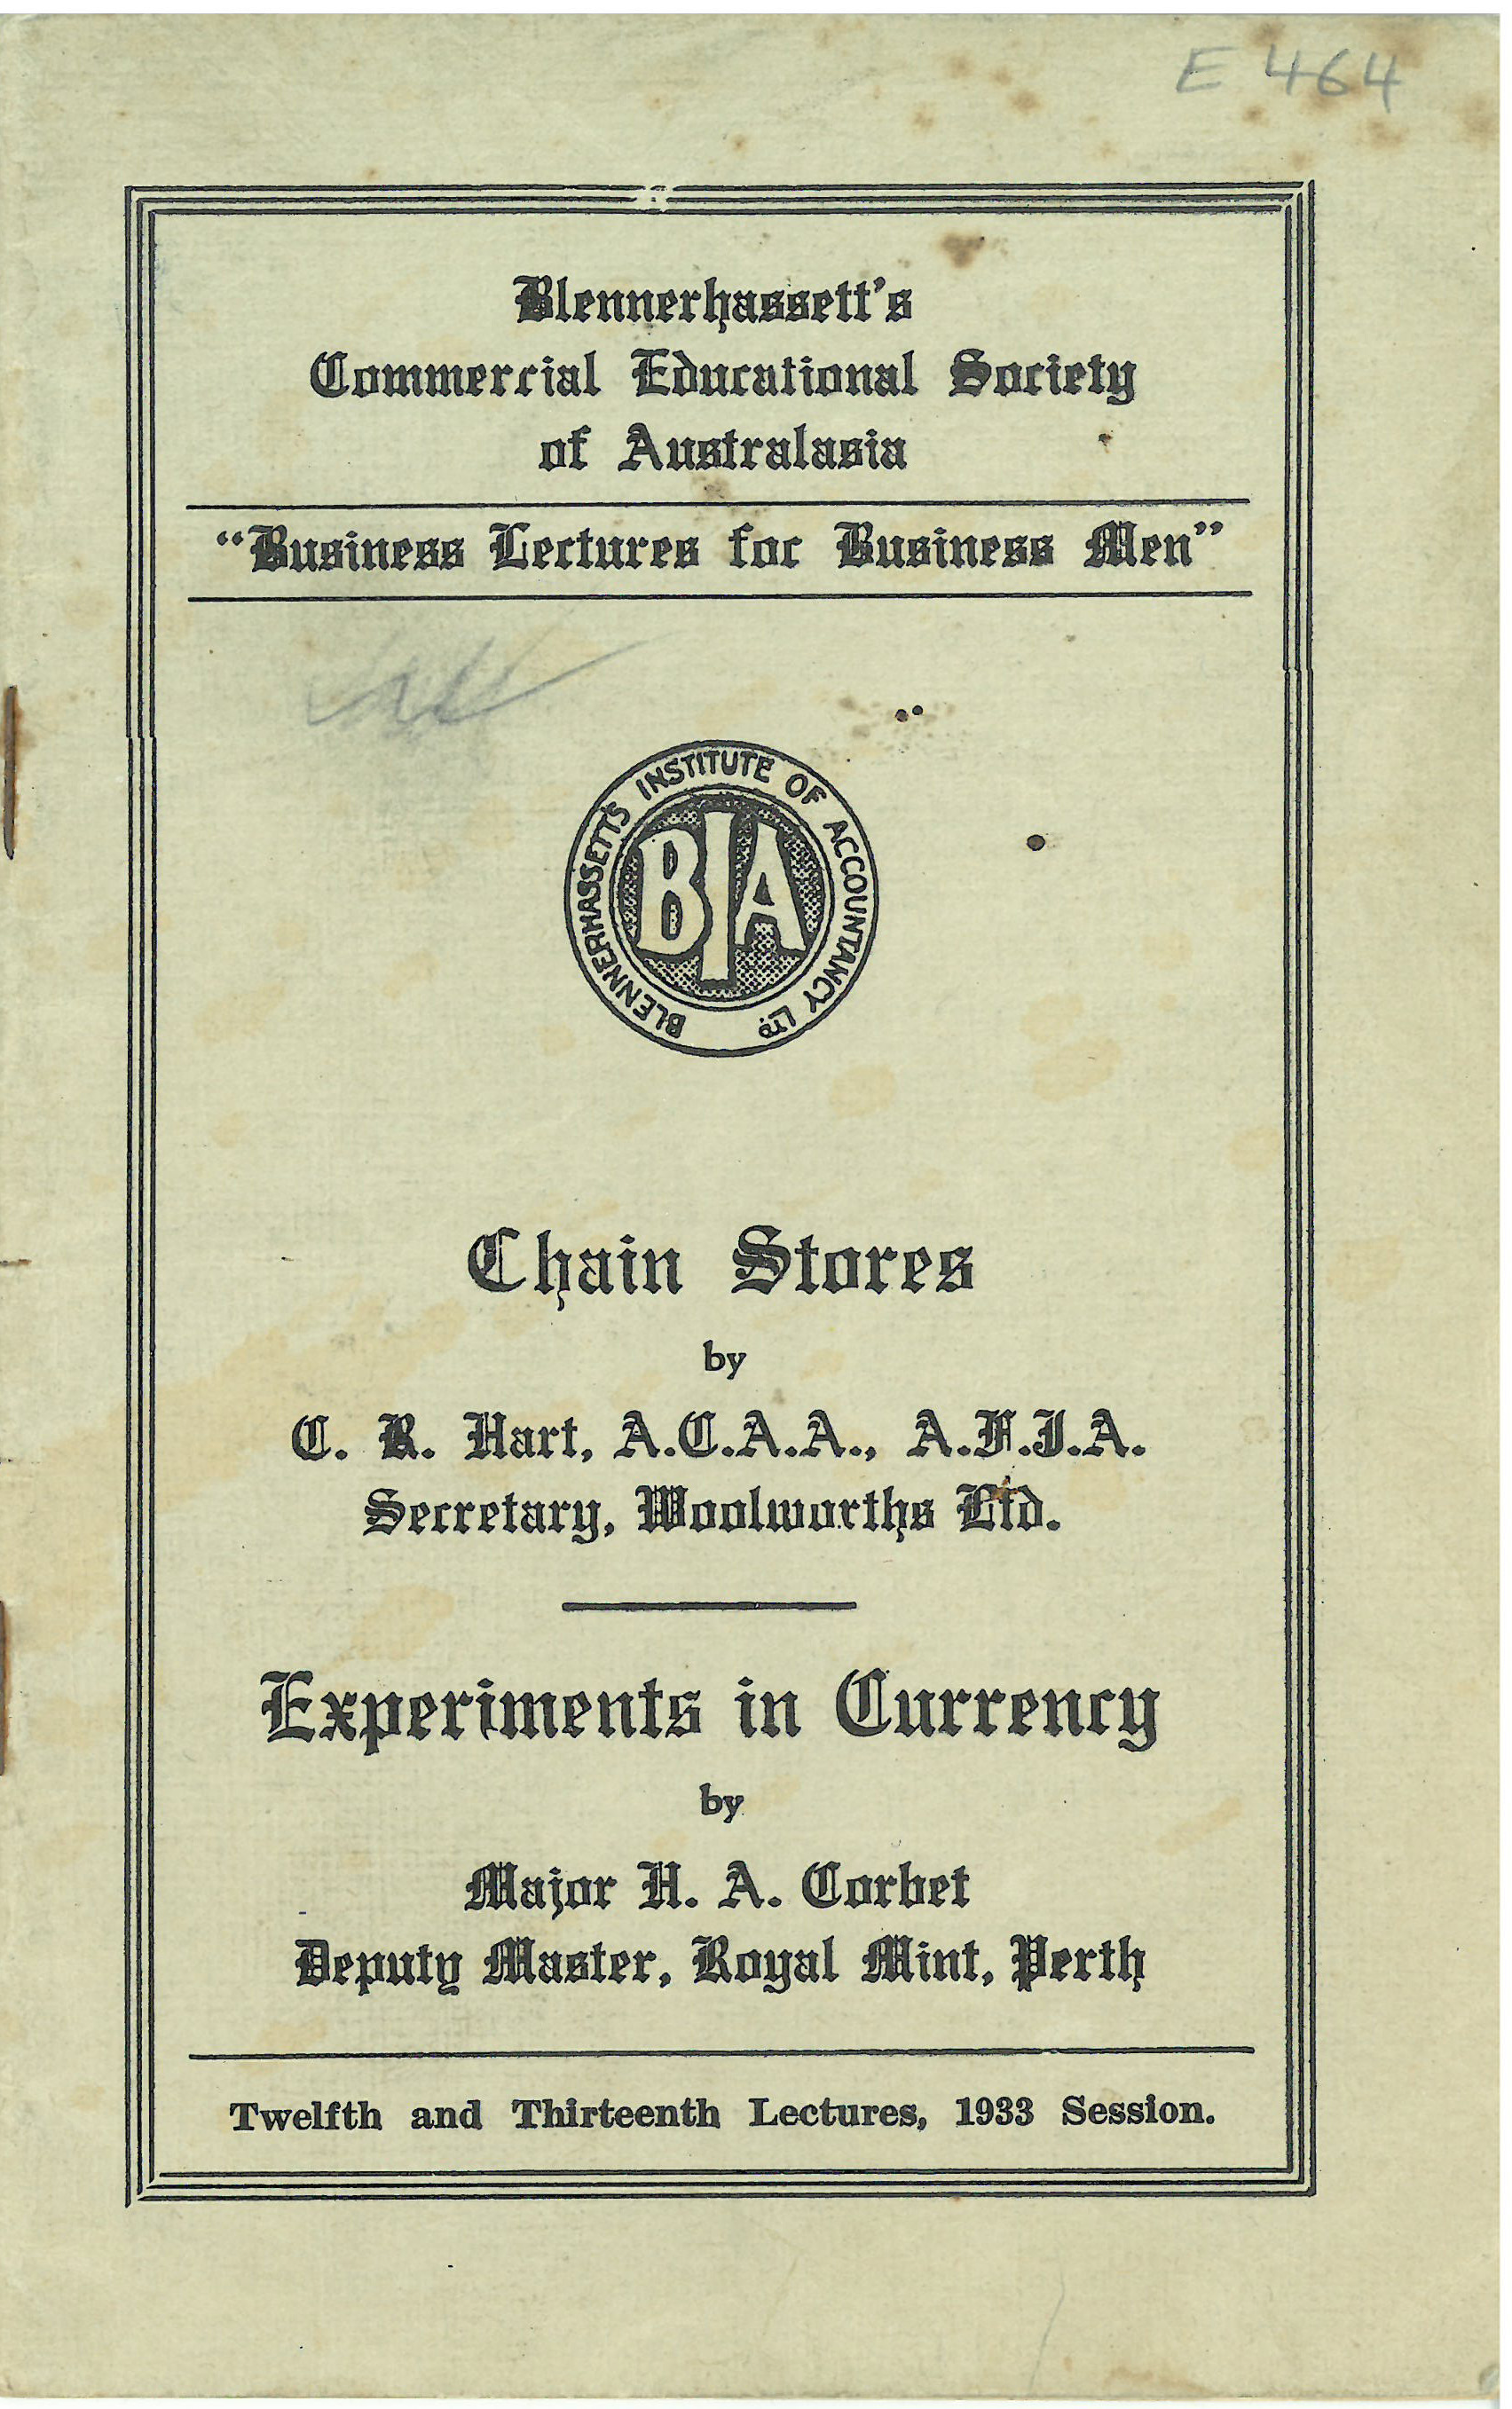 E 464
Blennerhassett's
Commercial Educational Society
of Australasia
"Business Lectures for Business Men"
BLENNERHASSETT'S INSTITUTE OF ACCOUNTANCY LTD.
BIA
Chain Stores
by
C. R. Hart, A.C.A.A., A.F.I.A.
Secretary, Woolworths Ltd.
Experiments in Currency
by
Major H. A. Corbet
Deputy Master, Royal Mint, Perth
Twelfth and Thirteenth Lectures, 1933 Session.